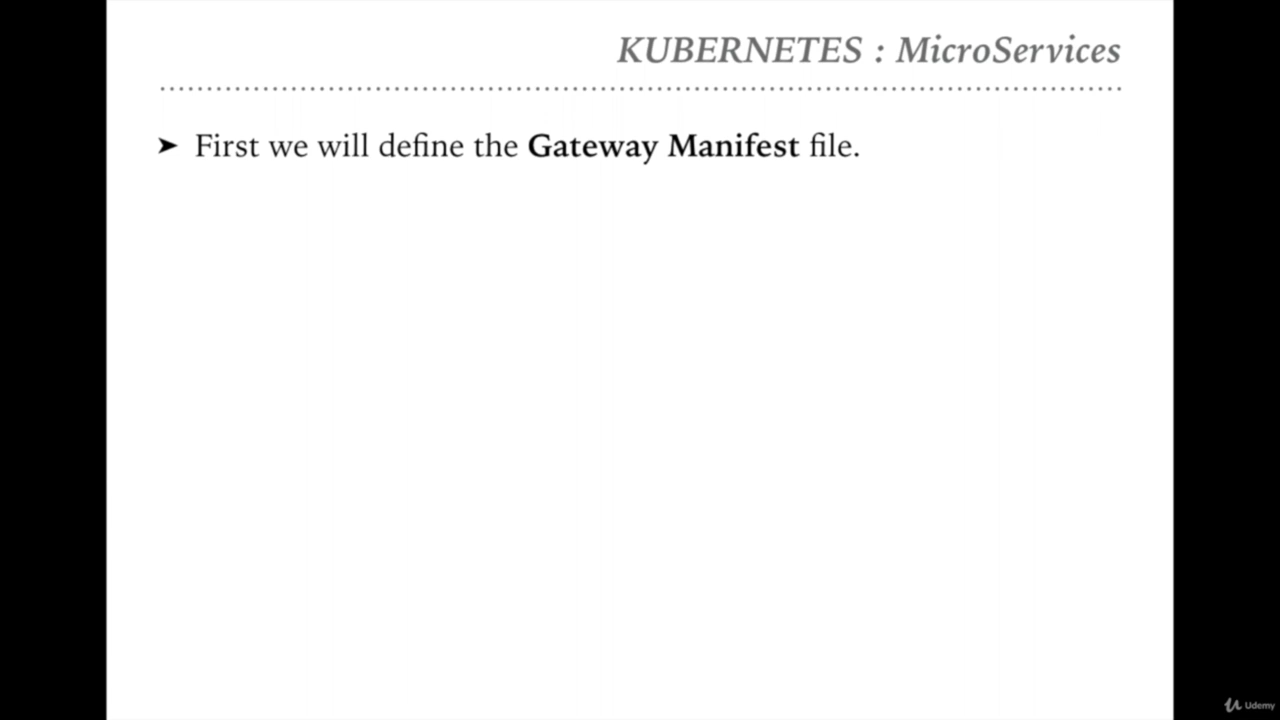 KUBERNETES : MicroServices
➤ First we will define the Gateway Manifest file.
Udemy